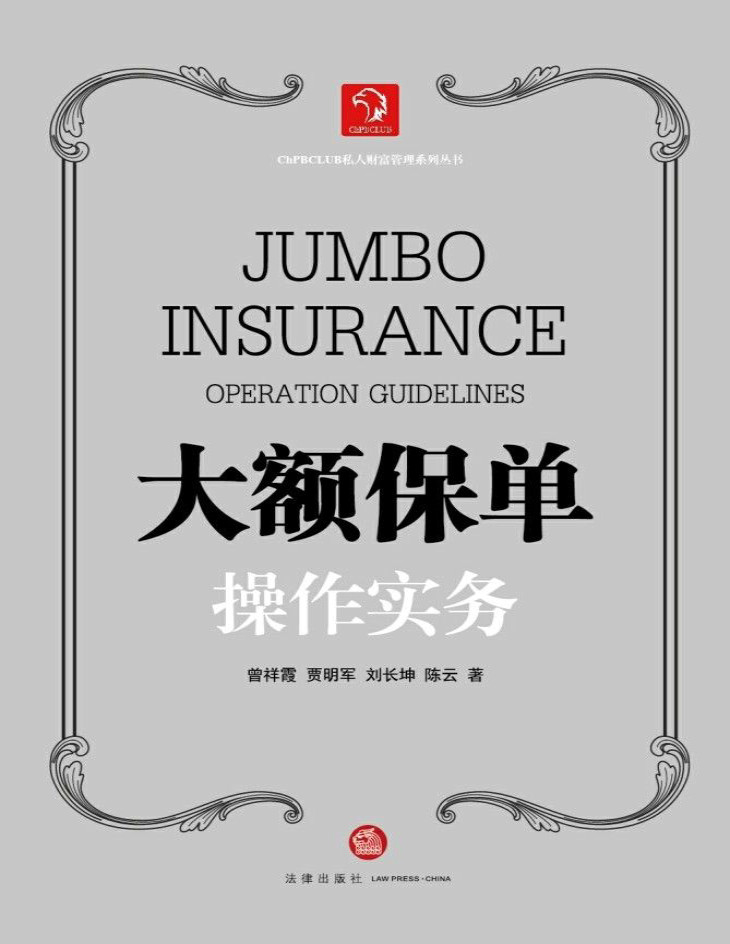 ChPBCLUB
ChPBCLUB私人财富管理系列丛书
JUMBO
INSURANCE
OPERATION GUIDELINES
大额保单
操作实务
曾祥霞 贾明军 刘长坤 陈云 著
法律出版社 LAW PRESS·CHINA